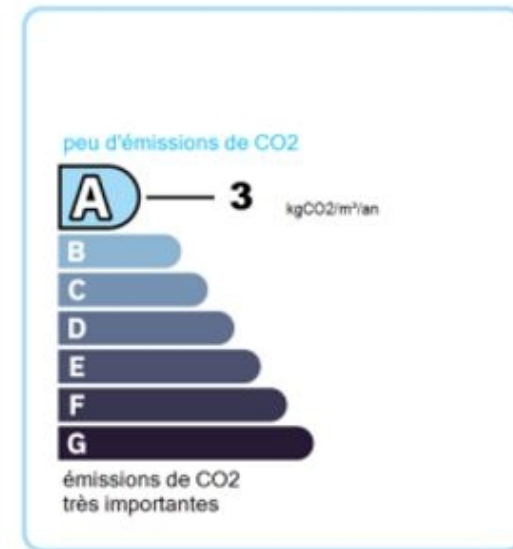 peu d'émissions de CO2
A 3 kgCO2/m²/an
B
C
D
E
F
G
émissions de CO2
très importantes